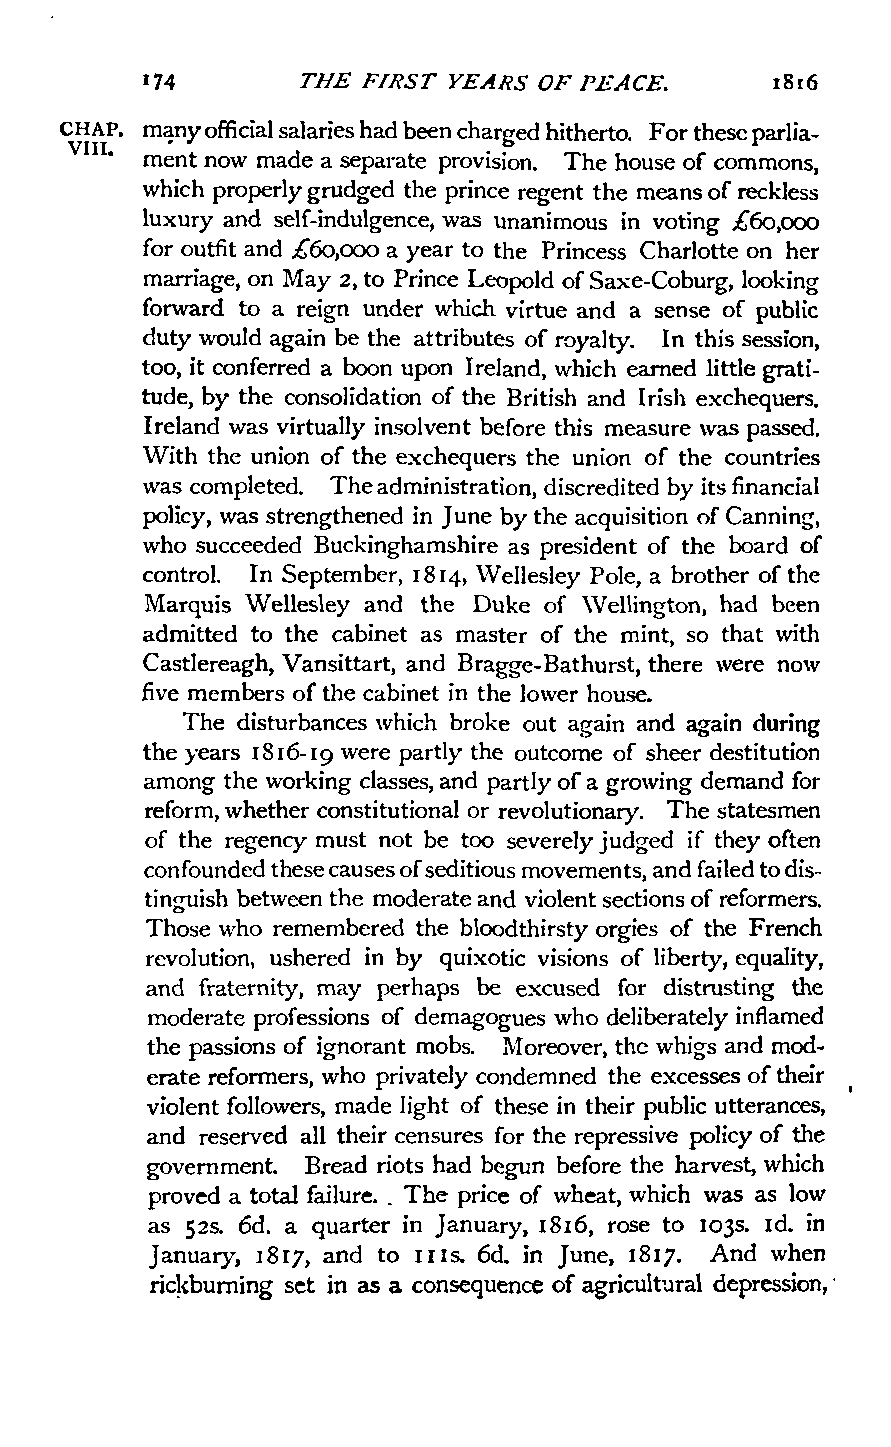 174 THE FIRST YEARS OF PEACE. 1816
CHAP. VIII.
many official salaries had been charged hitherto. For these parlia-
ment now made a separate provision. The house of commons,
which properly grudged the prince regent the means of reckless
luxury and self-indulgence, was unanimous in voting £60,000
for outfit and £60,000 a year to the Princess Charlotte on her
marriage, on May 2, to Prince Leopold of Saxe-Coburg, looking
forward to a reign under which virtue and a sense of public
duty would again be the attributes of royalty. In this session,
too, it conferred a boon upon Ireland, which earned little grati-
tude, by the consolidation of the British and Irish exchequers.
Ireland was virtually insolvent before this measure was passed.
With the union of the exchequers the union of the countries
was completed. The administration, discredited by its financial
policy, was strengthened in June by the acquisition of Canning,
who succeeded Buckinghamshire as president of the board of
control. In September, 1814, Wellesley Pole, a brother of the
Marquis Wellesley and the Duke of Wellington, had been
admitted to the cabinet as master of the mint, so that with
Castlereagh, Vansittart, and Bragge-Bathurst, there were now
five members of the cabinet in the lower house.
The disturbances which broke out again and again during
the years 1816-19 were partly the outcome of sheer destitution
among the working classes, and partly of a growing demand for
reform, whether constitutional or revolutionary. The statesmen
of the regency must not be too severely judged if they often
confounded these causes of seditious movements, and failed to dis-
tinguish between the moderate and violent sections of reformers.
Those who remembered the bloodthirsty orgies of the French
revolution, ushered in by quixotic visions of liberty, equality,
and fraternity, may perhaps be excused for distrusting the
moderate professions of demagogues who deliberately inflamed
the passions of ignorant mobs. Moreover, the whigs and mod-
erate reformers, who privately condemned the excesses of their
violent followers, made light of these in their public utterances,
and reserved all their censures for the repressive policy of the
government. Bread riots had begun before the harvest, which
proved a total failure. The price of wheat, which was as low
as 52s. 6d. a quarter in January, 1816, rose to 103s. 1d. in
January, 1817, and to 111s. 6d. in June, 1817. And when
rickburning set in as a consequence of agricultural depression,